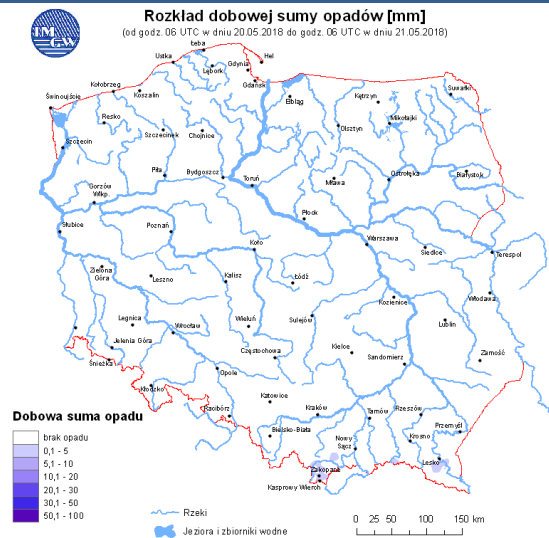 IM
GW
Rozkład dobowej sumy opadów [mm]
(od godz. 06 UTC w dniu 20.05.2018 do godz. 06 UTC w dniu 21.05.2018)
Łeba
Ustka
Hel
Gdynia
Lębork
Gdańsk
Kołobrzeg
Koszalin
Świnoujście
Elbląg
Kętrzyn
Suwałki
Resko
Mikołajki
Szczecinek
Chojnice
Olsztyn
Szczecin
Piła
Bydgoszcz
Toruń
Mława
Ostrołęka
Białystok
Gorzów
Wlkp.
Płock
Słubice
Poznań
Koło
Warszawa
Siedlce
Terespol
Zielona
Góra
Leszno
Kalisz
Łódź
Kozienice
Włodawa
Legnica
Wrocław
Wieluń
Sulejów
Lublin
Jelenia Góra
Śnieżka
Częstochowa
Kielce
Sandomierz
Zamość
Kłodzko
Opole
Racibórz
Katowice
Kraków
Tarnów
Rzeszów
Przemyśl
Bielsko-Biała
Nowy
Sącz
Krosno
Lesko
Zakopane
Kasprowy Wierch
Dobowa suma opadu
brak opadu
0,1 - 5
5,1 - 10
10,1 - 20
20,1 - 30
30,1 - 50
50,1 - 100
Rzeki
Jeziora i zbiorniki wodne
0 25 50 100 150 km